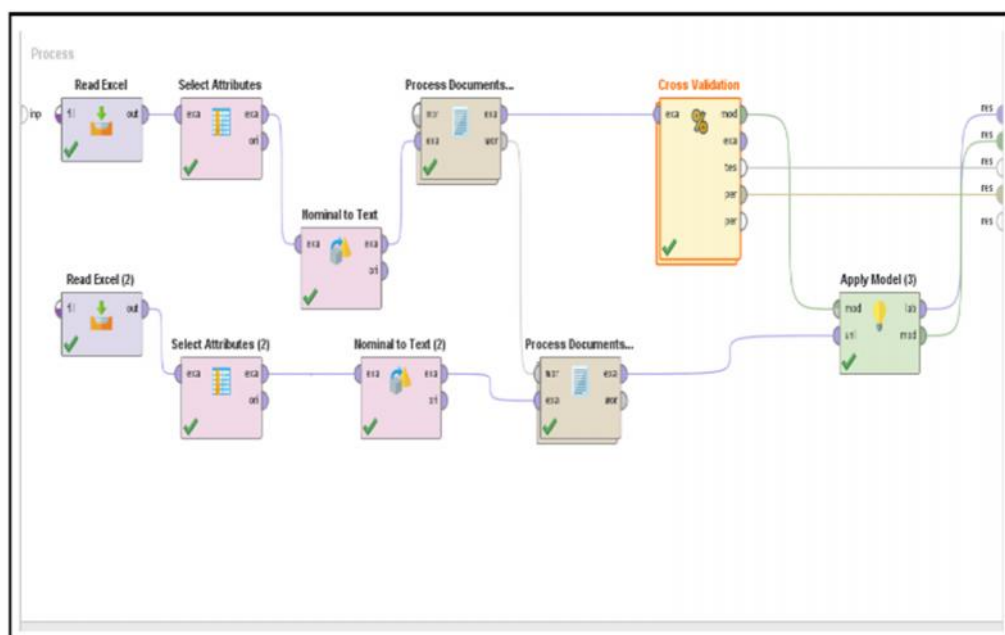 Process
Read Excel
Select Attributes
Process Documents...
Cross Validation
inp
fil
out
exa
exa
ori
wor
exa
exa
wor
exa
mod
exa
tes
per
per
res
res
res
res
res
Nominal to Text
exa
exa
ori
Read Excel (2)
fil
out
Apply Model (3)
mod
lab
unl
mod
Select Attributes (2)
Nominal to Text (2)
Process Documents...
exa
exa
ori
exa
exa
ori
wor
exa
exa
wor